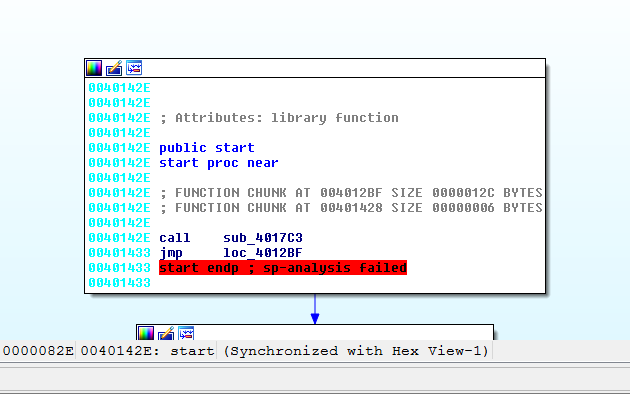 0040142E
0040142E
0040142E ; Attributes: library function
0040142E
0040142E public start
0040142E start proc near
0040142E
0040142E ; FUNCTION CHUNK AT 004012BF SIZE 0000012C BYTES
0040142E ; FUNCTION CHUNK AT 00401428 SIZE 00000006 BYTES
0040142E
0040142E call sub_4017C3
00401433 jmp loc_4012BF
00401433 start endp ; sp-analysis failed
00401433
0000082E 0040142E: start (Synchronized with Hex View-1)